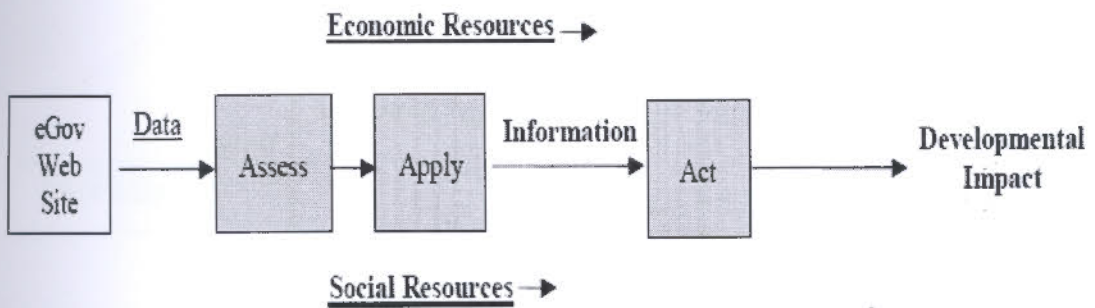 Economic Resources
eGov
Web
Site
Data
Assess
Apply
Information
Act
Developmental
Impact
Social Resources